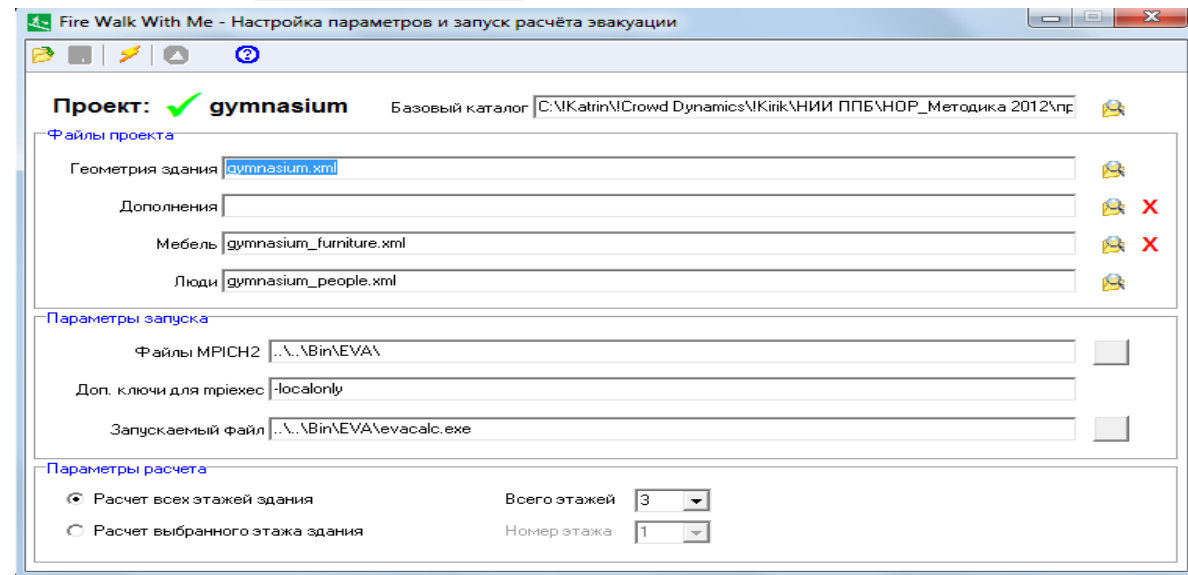 Fire Walk With Me - Настройка параметров и запуск расчёта эвакуации
Проект: gymnasium Базовый каталог C:\!Katrin\!Crowd Dynamics\!Kirik\НИИ ППБ\НОР_Методика 2012\пр
Файлы проекта
Геометрия здания gymnasium.xml
Дополнения
Мебель gymnasium_furniture.xml
Люди gymnasium_people.xml
Параметры запуска
Файлы MPICH2 ..\..\Bin\EVA\
Доп. ключи для mpiexec -localonly
Запускаемый файл ..\..\Bin\EVA\evacalc.exe
Параметры расчета
Расчет всех этажей здания Всего этажей 3
Расчет выбранного этажа здания Номер этажа 1